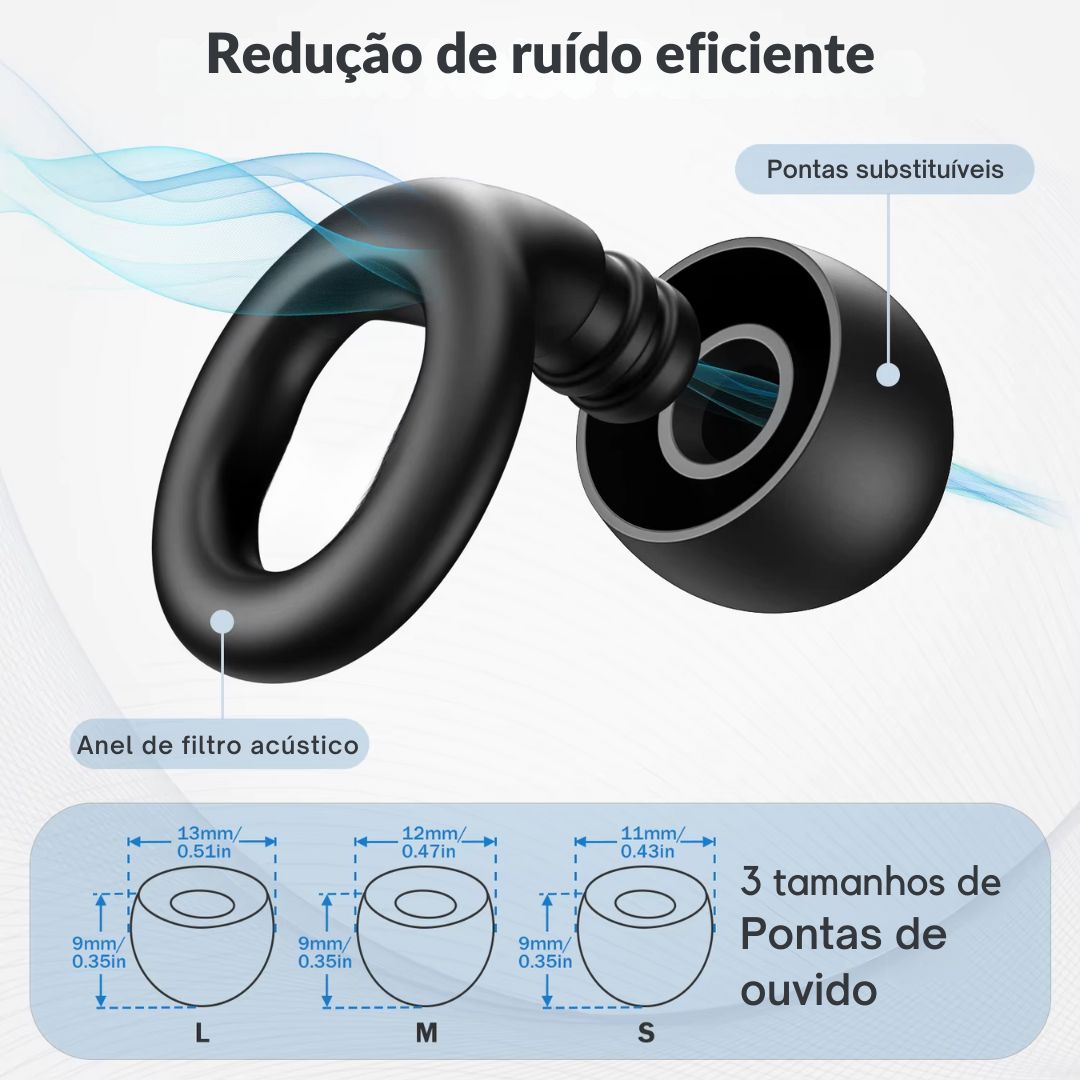 Redução de ruído eficiente
Pontas substituíveis
Anel de filtro acústico
13mm/
0.51in
12mm/
0.47in
11mm/
0.43in
9mm/
0.35in
9mm/
0.35in
9mm/
0.35in
L
M
S
3 tamanhos de
Pontas de
ouvido